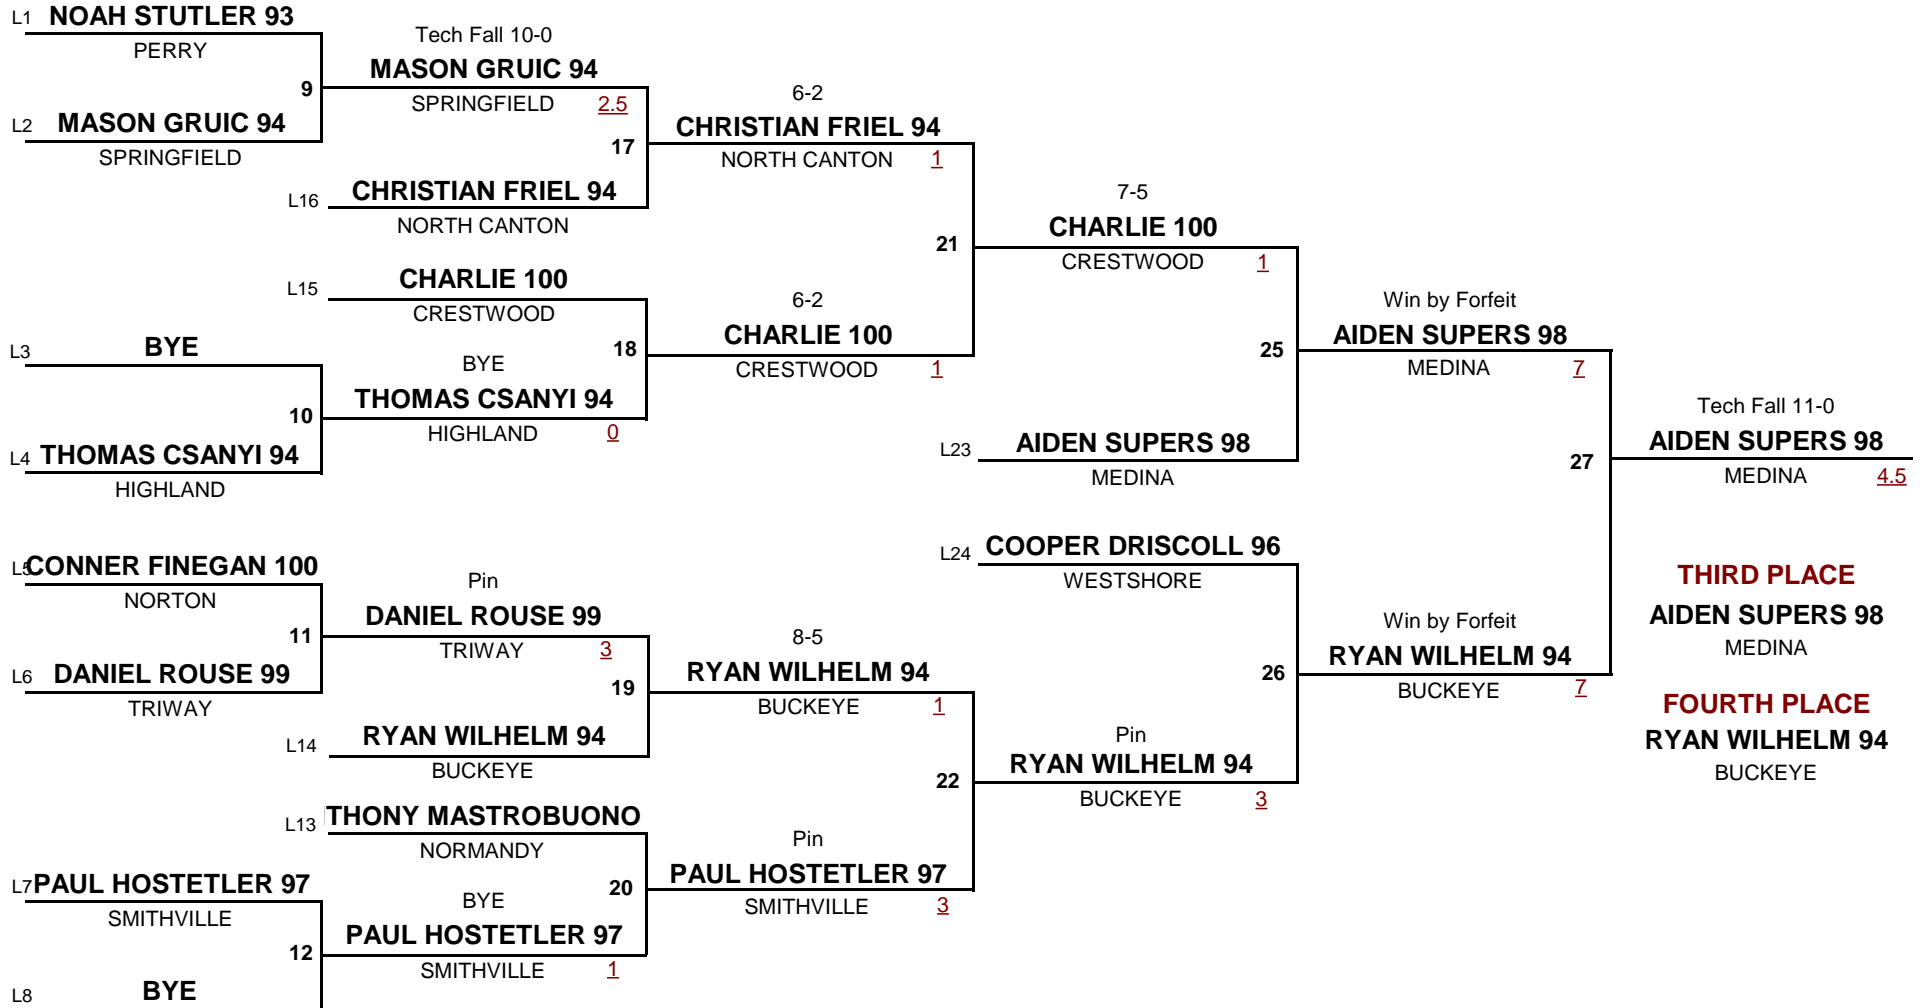 L1 NOAH STUTLER 93
PERRY
9
L2 MASON GRUIC 94
SPRINGFIELD
Tech Fall 10-0
MASON GRUIC 94
SPRINGFIELD 2.5
17
L16 CHRISTIAN FRIEL 94
NORTH CANTON
6-2
CHRISTIAN FRIEL 94
NORTH CANTON 1
21
L15 CHARLIE 100
CRESTWOOD
18
L3 BYE
10
L4 THOMAS CSANYI 94
HIGHLAND
BYE
THOMAS CSANYI 94
HIGHLAND 0
6-2
CHARLIE 100
CRESTWOOD 1
7-5
CHARLIE 100
CRESTWOOD 1
25
L23 AIDEN SUPERS 98
MEDINA
Win by Forfeit
AIDEN SUPERS 98
MEDINA 7
27
Tech Fall 11-0
AIDEN SUPERS 98
MEDINA 4.5
L5 CONNER FINEGAN 100
NORTON
11
L6 DANIEL ROUSE 99
TRIWAY
Pin
DANIEL ROUSE 99
TRIWAY 3
19
L14 RYAN WILHELM 94
BUCKEYE
8-5
RYAN WILHELM 94
BUCKEYE 1
22
L13 THONY MASTROBUONO
NORMANDY
20
L7 PAUL HOSTETLER 97
SMITHVILLE
12
L8 BYE
BYE
PAUL HOSTETLER 97
SMITHVILLE 1
Pin
PAUL HOSTETLER 97
SMITHVILLE 3
Pin
RYAN WILHELM 94
BUCKEYE 3
L24 COOPER DRISCOLL 96
WESTSHORE
26
Win by Forfeit
RYAN WILHELM 94
BUCKEYE 7
THIRD PLACE
AIDEN SUPERS 98
MEDINA
FOURTH PLACE
RYAN WILHELM 94
BUCKEYE